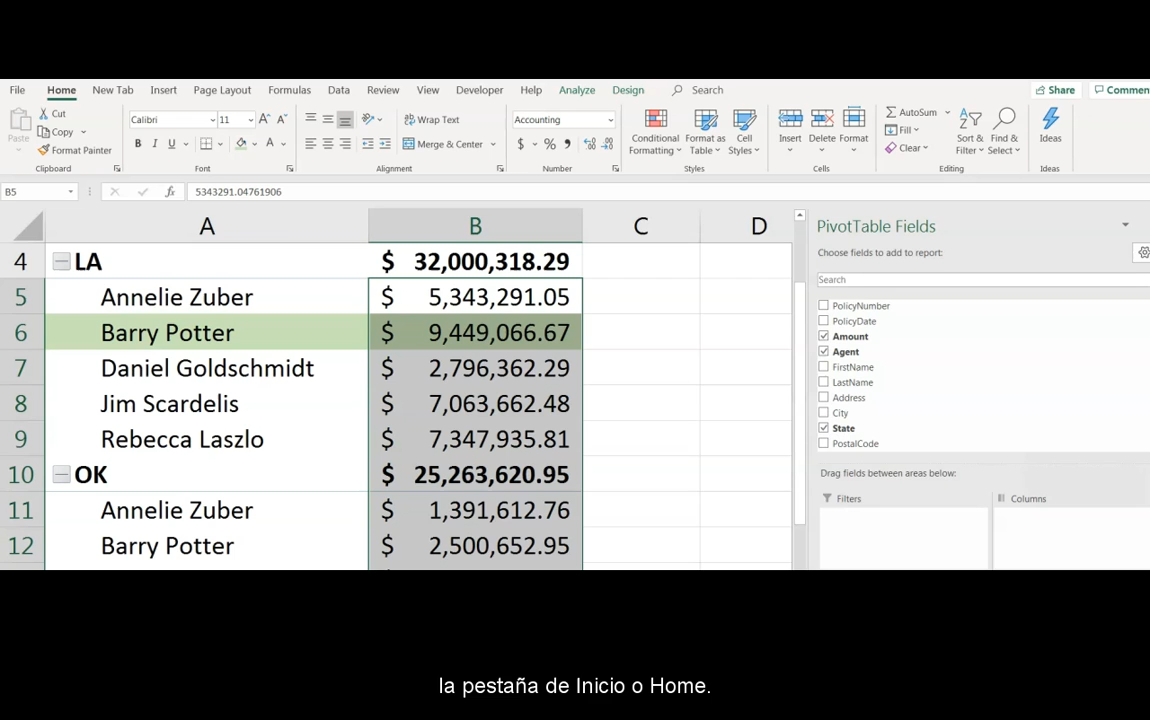 File Home New Tab Insert Page Layout Formulas Data Review View Developer Help Analyze Design Search Share Commen
Paste Cut Copy Format Painter Clipboard
Calibri 11 A A B I U A Font
Wrap Text Merge & Center Alignment
Accounting $ % , Number
Conditional Formatting Format as Table Cell Styles Styles
Insert Delete Format Cells
AutoSum Fill Clear Sort & Filter Find & Select Editing
Ideas Ideas
B5 fx 5343291.04761906
A B C D
4 LA $ 32,000,318.29
5 Annelie Zuber $ 5,343,291.05
6 Barry Potter $ 9,449,066.67
7 Daniel Goldschmidt $ 2,796,362.29
8 Jim Scardelis $ 7,063,662.48
9 Rebecca Laszlo $ 7,347,935.81
10 OK $ 25,263,620.95
11 Annelie Zuber $ 1,391,612.76
12 Barry Potter $ 2,500,652.95
PivotTable Fields
Choose fields to add to report:
Search
PolicyNumber
PolicyDate
Amount
Agent
FirstName
LastName
Address
City
State
PostalCode
Drag fields between areas below:
Filters Columns
la pestaña de Inicio o Home.